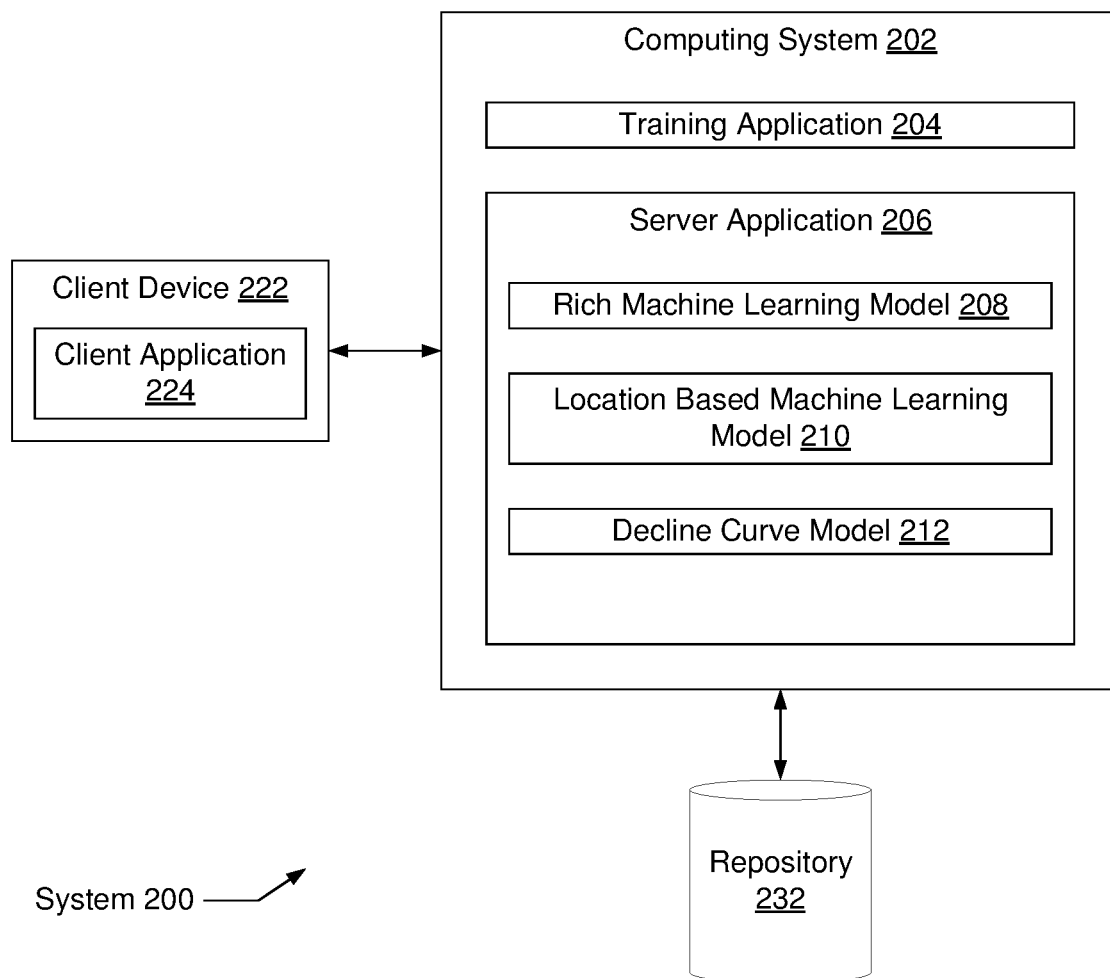 Computing System 202
Training Application 204
Server Application 206
Rich Machine Learning Model 208
Location Based Machine Learning
Model 210
Decline Curve Model 212
Client Device 222
Client Application
224
Repository
232
System 200